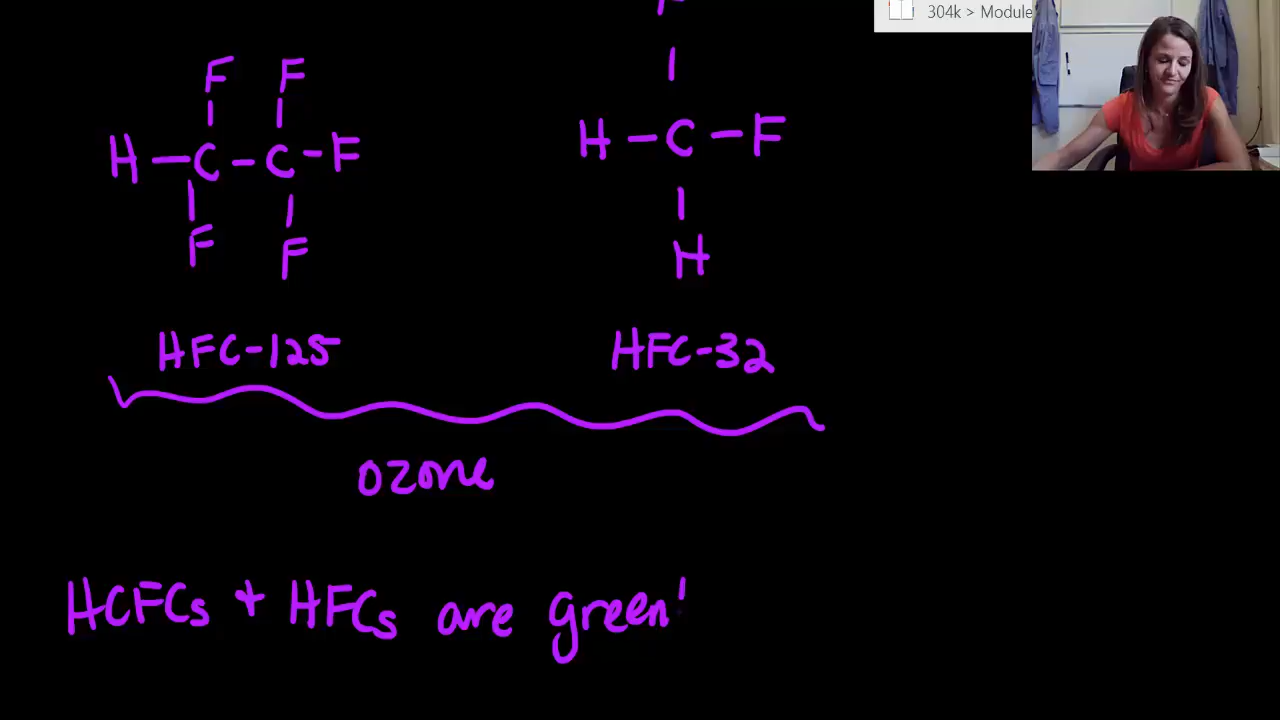 304k > Module
F
F F
H - C - C - F
F F
H - C - F
H
HFC-125
HFC-32
ozone
HCFCs + HFCs are green'